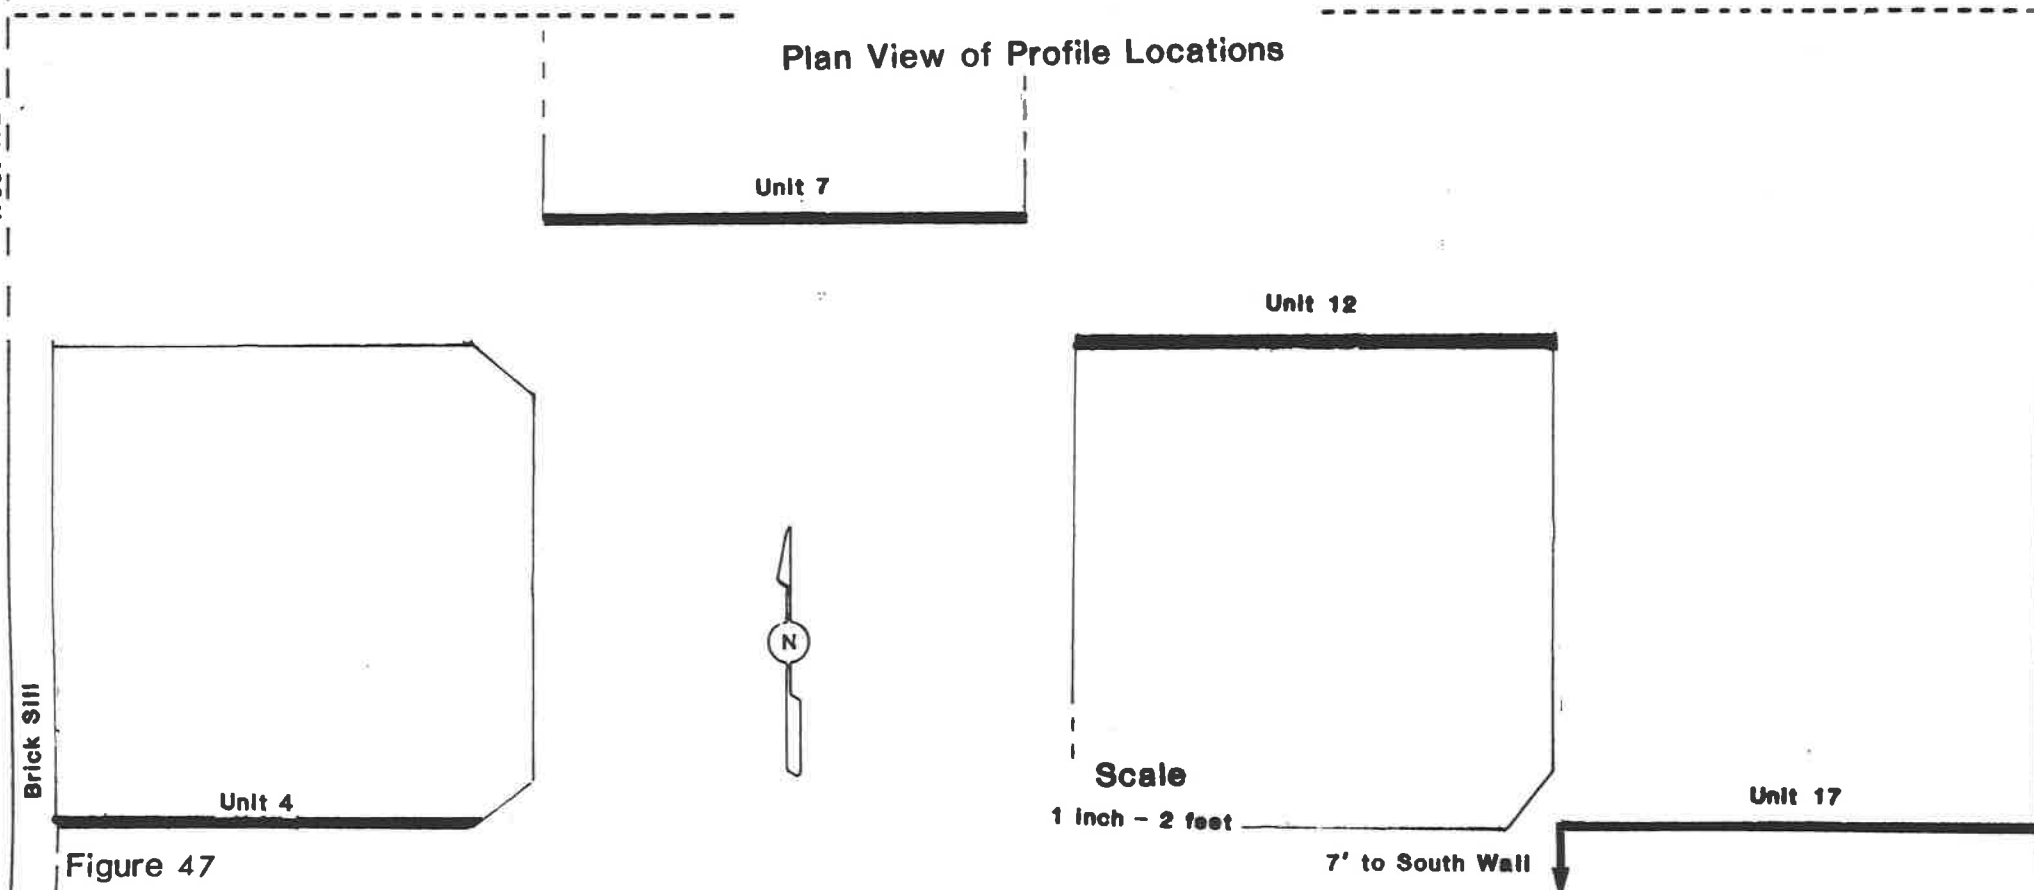 Plan View of Profile Locations
Unit 7
Unit 12
N
Brick Sill
Scale
Unit 4
Unit 17
1 inch - 2 feet
Figure 47
7' to South Wall